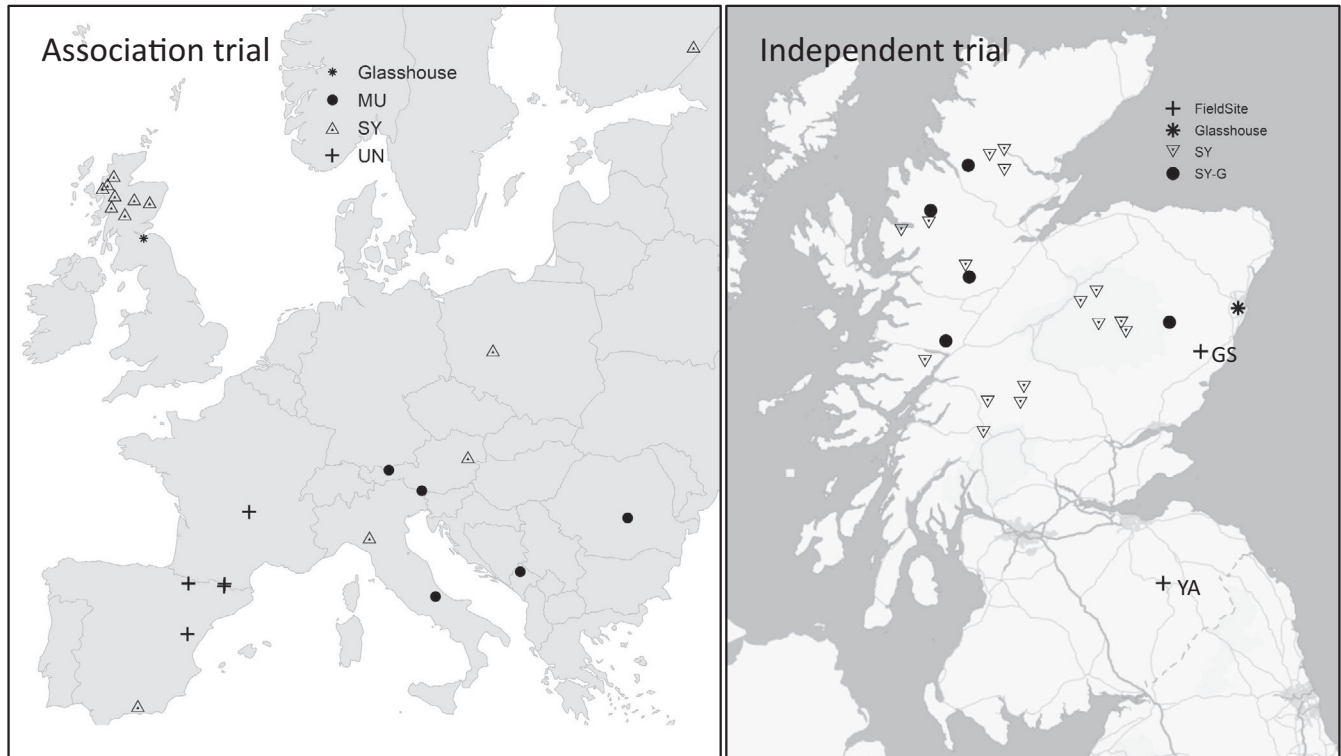 Association trial
Glasshouse
MU
SY
UN
Independent trial
FieldSite
Glasshouse
SY
SY-G
GS
YA